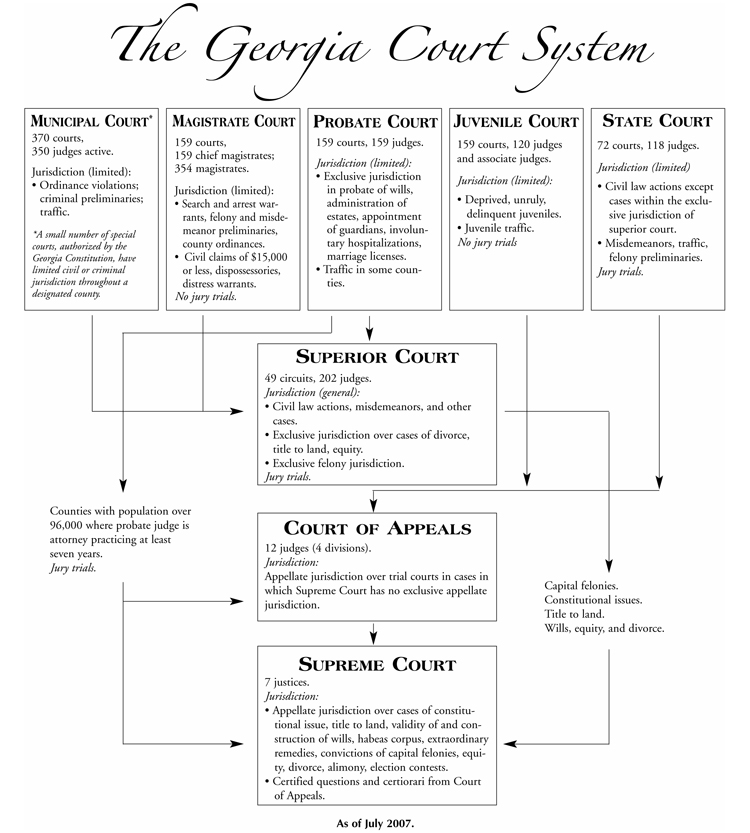 The Georgia Court System
MUNICIPAL COURT*
370 courts,
350 judges active.
Jurisdiction (limited):
• Ordinance violations;
criminal preliminaries;
traffic.
*A small number of special
courts, authorized by the
Georgia Constitution, have
limited civil or criminal
jurisdiction throughout a
designated county.
MAGISTRATE COURT
159 courts,
159 chief magistrates;
354 magistrates.
Jurisdiction (limited):
• Search and arrest war-
rants, felony and misde-
meanor preliminaries,
county ordinances.
• Civil claims of $15,000
or less, dispossessories,
distress warrants.
No jury trials.
PROBATE COURT
159 courts, 159 judges.
Jurisdiction (limited):
• Exclusive jurisdiction
in probate of wills,
administration of
estates, appointment
of guardians, involun-
tary hospitalizations,
marriage licenses.
• Traffic in some coun-
ties.
JUVENILE COURT
159 courts, 120 judges
and associate judges.
Jurisdiction (limited):
• Deprived, unruly,
delinquent juveniles.
• Juvenile traffic.
No jury trials
STATE COURT
72 courts, 118 judges.
Jurisdiction (limited)
• Civil law actions except
cases within the exclu-
sive jurisdiction of
superior court.
• Misdemeanors, traffic,
felony preliminaries.
Jury trials.
SUPERIOR COURT
49 circuits, 202 judges.
Jurisdiction (general):
• Civil law actions, misdemeanors, and other
cases.
• Exclusive jurisdiction over cases of divorce,
title to land, equity.
• Exclusive felony jurisdiction.
Jury trials.
Counties with population over
96,000 where probate judge is
attorney practicing at least
seven years.
Jury trials.
COURT OF APPEALS
12 judges (4 divisions).
Jurisdiction:
Appellate jurisdiction over trial courts in cases in
which Supreme Court has no exclusive appellate
jurisdiction.
Capital felonies.
Constitutional issues.
Title to land.
Wills, equity, and divorce.
SUPREME COURT
7 justices.
Jurisdiction:
• Appellate jurisdiction over cases of constitu-
tional issue, title to land, validity of and con-
struction of wills, habeas corpus, extraordinary
remedies, convictions of capital felonies, equi-
ty, divorce, alimony, election contests.
• Certified questions and certiorari from Court
of Appeals.
As of July 2007.